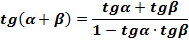 tg(α + β) = (tgα + tgβ) / (1 − tgα · tgβ)